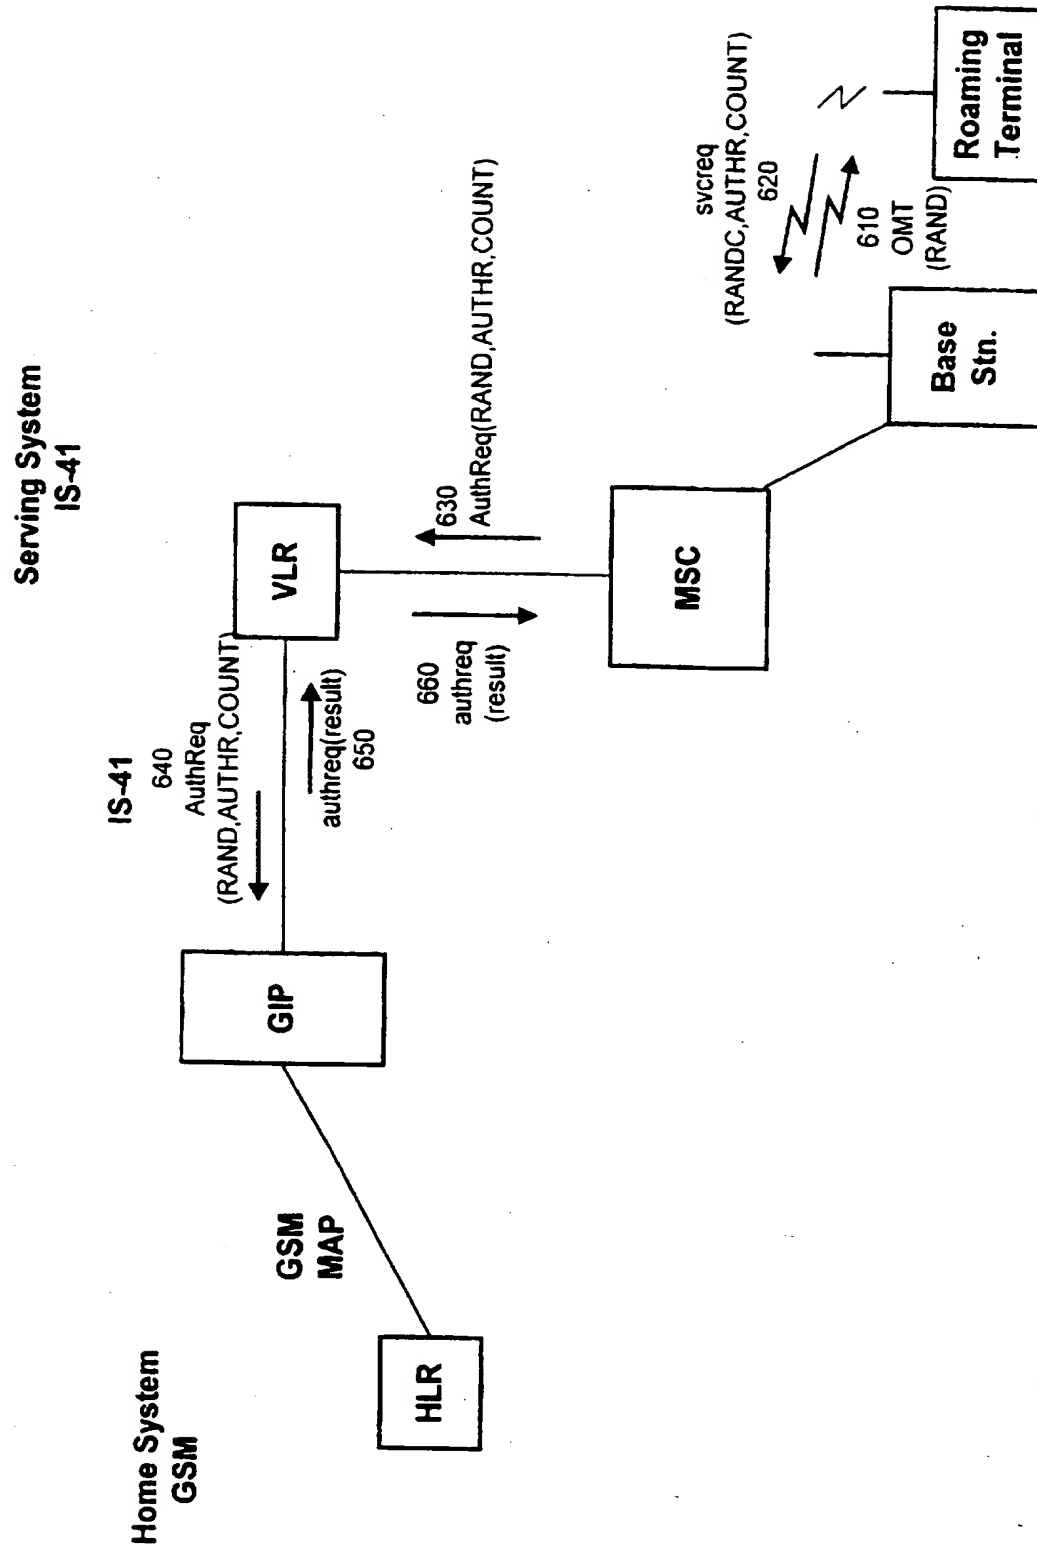 Home System
GSM
Serving System
IS-41
IS-41
640
AuthReq
(RAND,AUTHR,COUNT)
authreq(result)
650
GSM
MAP
GIP
VLR
HLR
660
authreq
(result)
630
AuthReq(RAND,AUTHR,COUNT)
MSC
svcreq
(RANDC,AUTHR,COUNT)
620
610
OMT
(RAND)
Base
Stn.
Roaming
Terminal